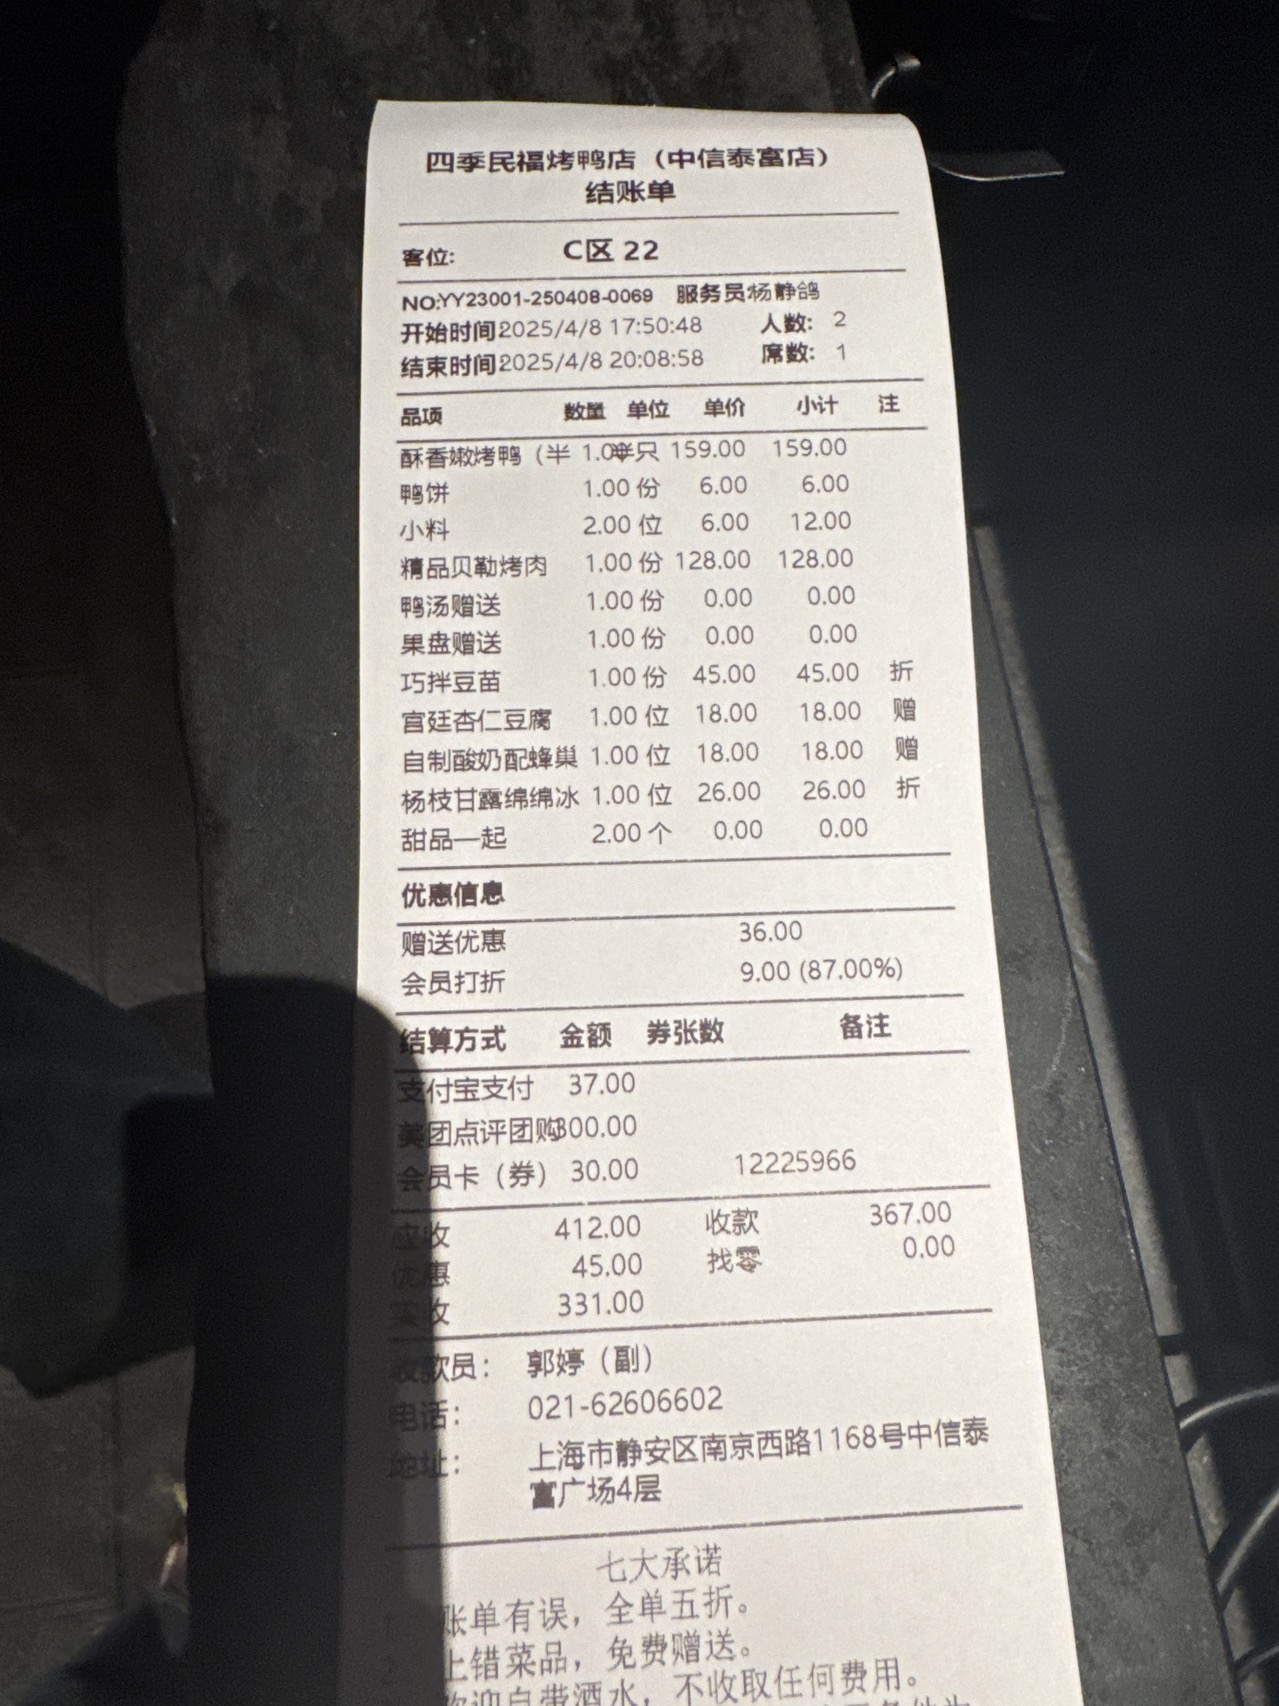 四季民福烤鸭店（中信泰富店）
结账单
客位: C区 22
NO:YY23001-250408-0069 服务员:杨静鸽
开始时间:2025/4/8 17:50:48 人数: 2
结束时间:2025/4/8 20:08:58 席数: 1
品项 数量 单位 单价 小计 注
酥香嫩烤鸭（半 1.00 半只 159.00 159.00
鸭饼 1.00 份 6.00 6.00
小料 2.00 位 6.00 12.00
精品贝勒烤肉 1.00 份 128.00 128.00
鸭汤赠送 1.00 份 0.00 0.00
果盘赠送 1.00 份 0.00 0.00
巧拌豆苗 1.00 份 45.00 45.00 折
宫廷杏仁豆腐 1.00 位 18.00 18.00 赠
自制酸奶配蜂巢 1.00 位 18.00 18.00 赠
杨枝甘露绵绵冰 1.00 位 26.00 26.00 折
甜品一起 2.00 个 0.00 0.00
优惠信息
赠送优惠 36.00
会员打折 9.00 (87.00%)
结算方式 金额 券张数 备注
支付宝支付 37.00
美团点评团购 300.00
会员卡（券） 30.00 12225966
应收 412.00 收款 367.00
优惠 45.00 找零 0.00
实收 331.00
收款员: 郭婷（副）
电话: 021-62606602
地址: 上海市静安区南京西路1168号中信泰
富广场4层
七大承诺
账单有误，全单五折。
上错菜品，免费赠送。
欢迎自带酒水，不收取任何费用。